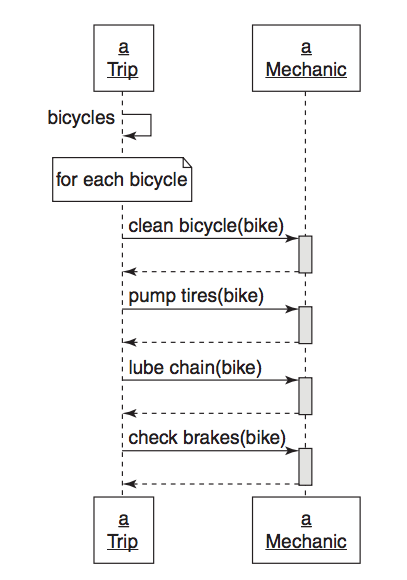 a
Trip
a
Mechanic
bicycles
for each bicycle
clean bicycle(bike)
pump tires(bike)
lube chain(bike)
check brakes(bike)
a
Trip
a
Mechanic